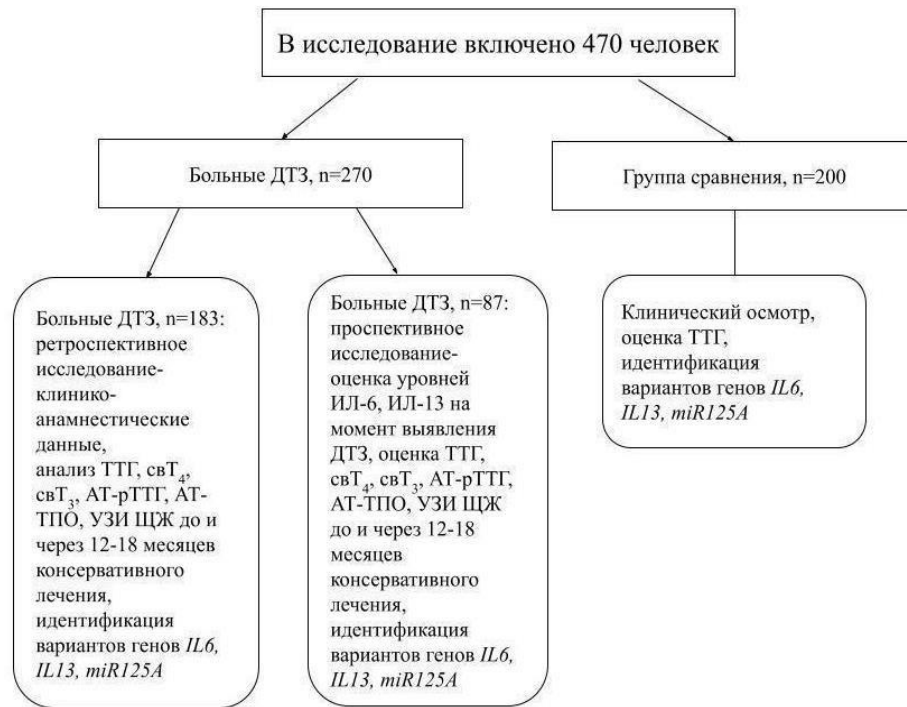 В исследование включено 470 человек
Больные ДТЗ, n=270
Группа сравнения, n=200
Больные ДТЗ, n=183:
ретроспективное
исследование-
клинико-
анамнестические
данные,
анализ ТТГ, свТ₄,
свТ₃, АТ-рТТГ, АТ-
ТПО, УЗИ ЩЖ до и
через 12-18 месяцев
консервативного
лечения,
идентификация
вариантов генов IL6,
IL13, miR125A
Больные ДТЗ, n=87:
проспективное
исследование-
оценка уровней
ИЛ-6, ИЛ-13 на
момент выявления
ДТЗ, оценка ТТГ,
свТ₄, свТ₃, АТ-рТТГ,
АТ-ТПО, УЗИ ЩЖ
до и через 12-18
месяцев
консервативного
лечения,
идентификация
вариантов генов IL6,
IL13, miR125A
Клинический осмотр,
оценка ТТГ,
идентификация
вариантов генов IL6,
IL13, miR125A